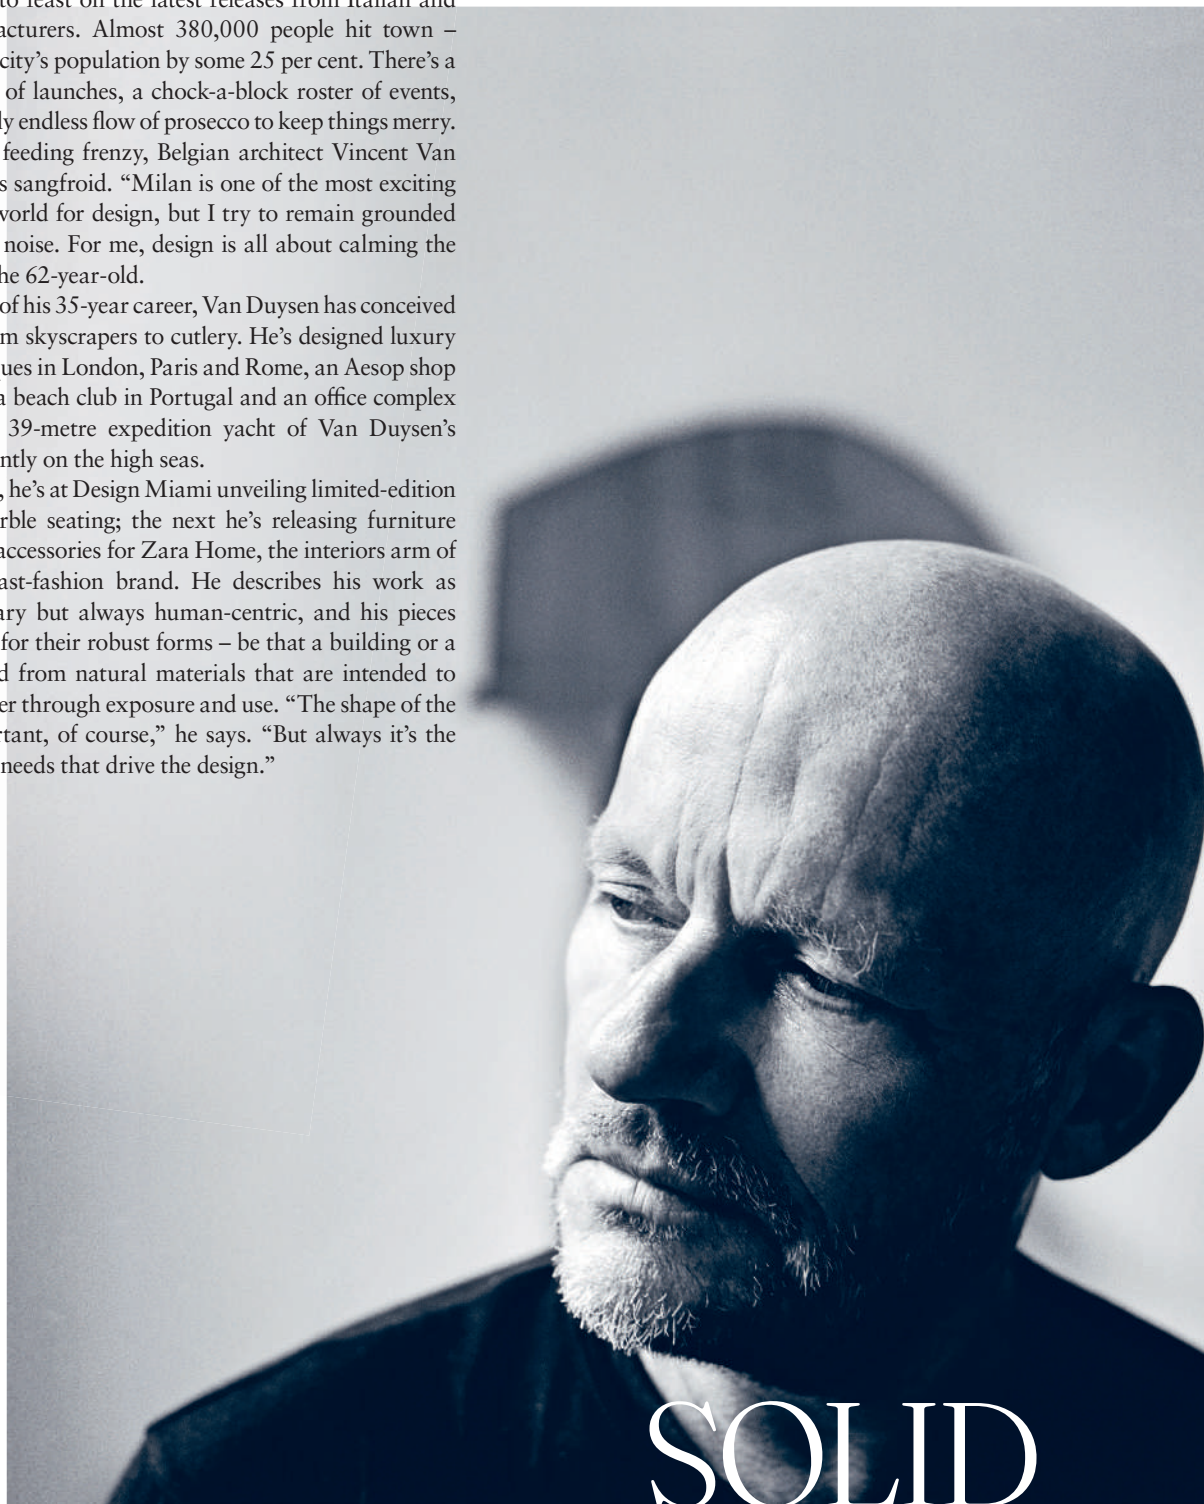 to feast on the latest releases from Italian and
acturers. Almost 380,000 people hit town –
city’s population by some 25 per cent. There’s a
of launches, a chock-a-block roster of events,
ly endless flow of prosecco to keep things merry.
feeding frenzy, Belgian architect Vincent Van
s sangfroid. “Milan is one of the most exciting
world for design, but I try to remain grounded
noise. For me, design is all about calming the
he 62-year-old.
of his 35-year career, Van Duysen has conceived
m skyscrapers to cutlery. He’s designed luxury
ues in London, Paris and Rome, an Aesop shop
a beach club in Portugal and an office complex
39-metre expedition yacht of Van Duysen’s
ntly on the high seas.
, he’s at Design Miami unveiling limited-edition
rble seating; the next he’s releasing furniture
accessories for Zara Home, the interiors arm of
ast-fashion brand. He describes his work as
ary but always human-centric, and his pieces
for their robust forms – be that a building or a
d from natural materials that are intended to
er through exposure and use. “The shape of the
rtant, of course,” he says. “But always it’s the
needs that drive the design.”
SOLID